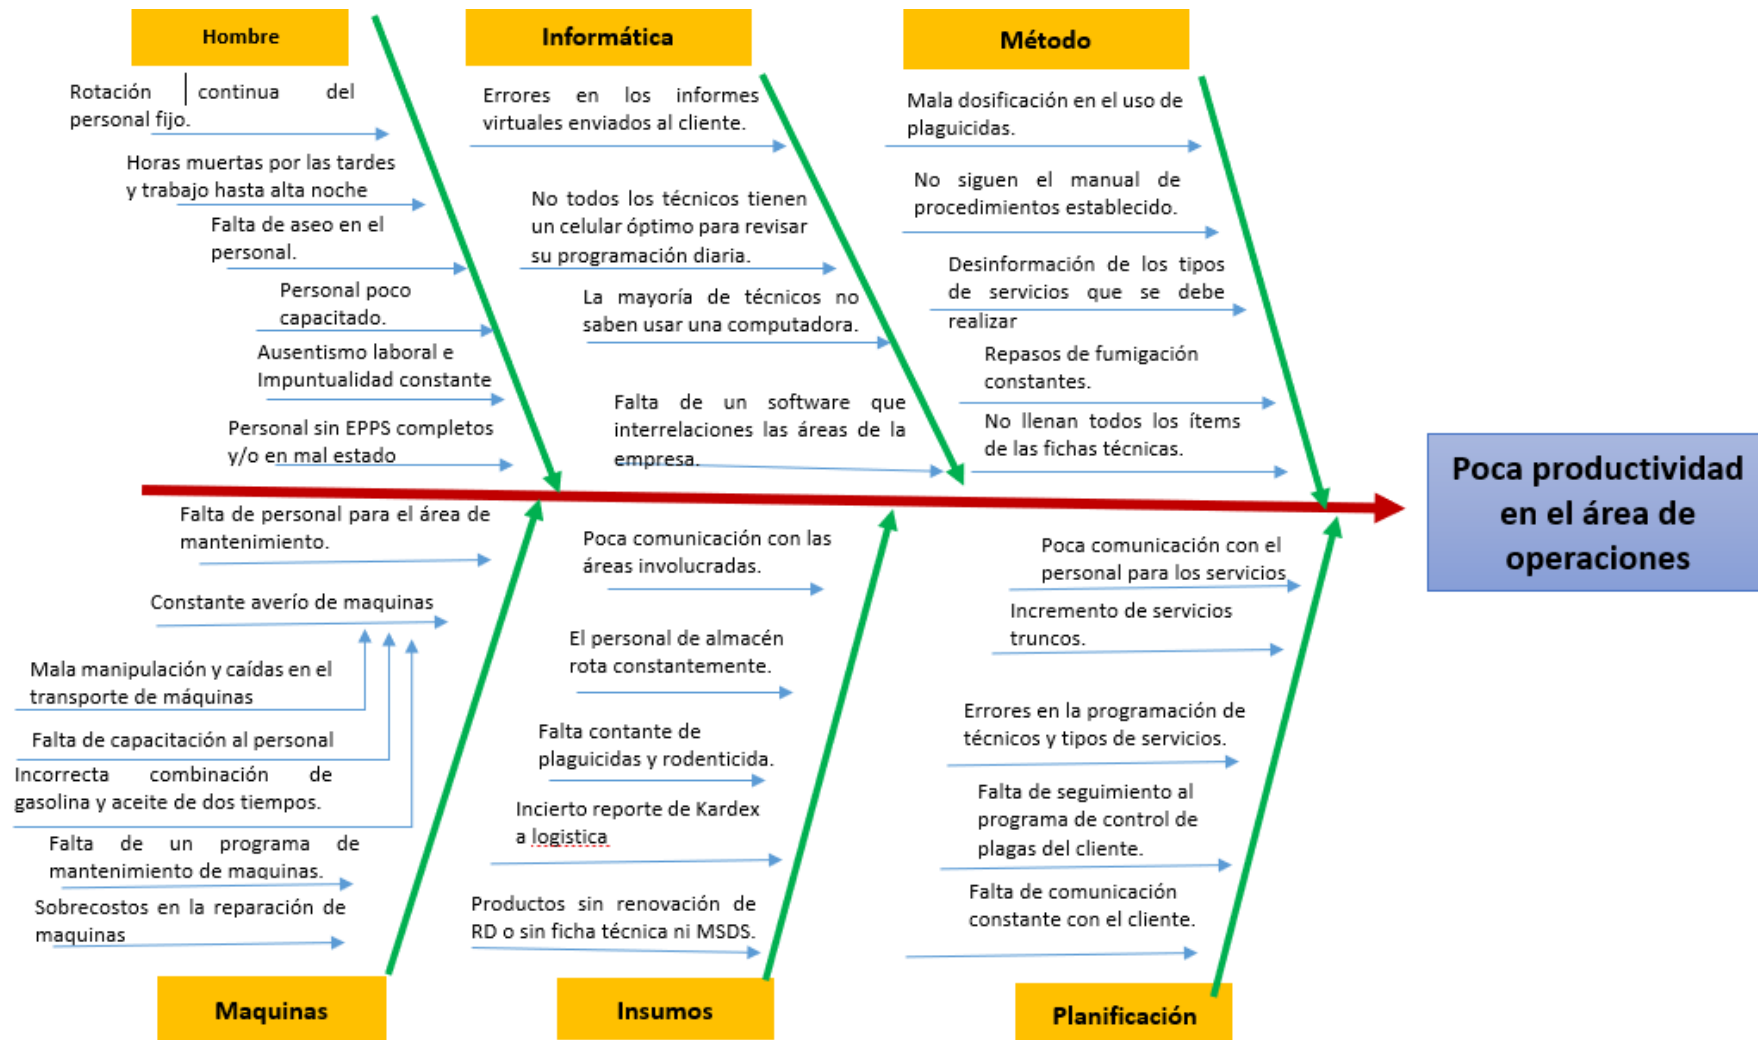 Hombre
Rotación continua del
personal fijo.
Horas muertas por las tardes
y trabajo hasta alta noche
Falta de aseo en el
personal.
Personal poco
capacitado.
Ausentismo laboral e
Impuntualidad constante
Personal sin EPPS completos
y/o en mal estado
Informática
Errores en los informes
virtuales enviados al cliente.
No todos los técnicos tienen
un celular óptimo para revisar
su programación diaria.
La mayoría de técnicos no
saben usar una computadora.
Falta de un software que
interrelaciones las áreas de la
empresa.
Método
Mala dosificación en el uso de
plaguicidas.
No siguen el manual de
procedimientos establecido.
Desinformación de los tipos
de servicios que se debe
realizar
Repasos de fumigación
constantes.
No llenan todos los ítems
de las fichas técnicas.
Poca productividad
en el área de
operaciones
Falta de personal para el área de
mantenimiento.
Constante averío de maquinas
Mala manipulación y caídas en el
transporte de máquinas
Falta de capacitación al personal
Incorrecta combinación de
gasolina y aceite de dos tiempos.
Falta de un programa de
mantenimiento de maquinas.
Sobrecostos en la reparación de
maquinas
Maquinas
Poca comunicación con las
áreas involucradas.
El personal de almacén
rota constantemente.
Falta contante de
plaguicidas y rodenticida.
Incierto reporte de Kardex
a logistica
Productos sin renovación de
RD o sin ficha técnica ni MSDS.
Insumos
Poca comunicación con el
personal para los servicios
Incremento de servicios
truncos.
Errores en la programación de
técnicos y tipos de servicios.
Falta de seguimiento al
programa de control de
plagas del cliente.
Falta de comunicación
constante con el cliente.
Planificación